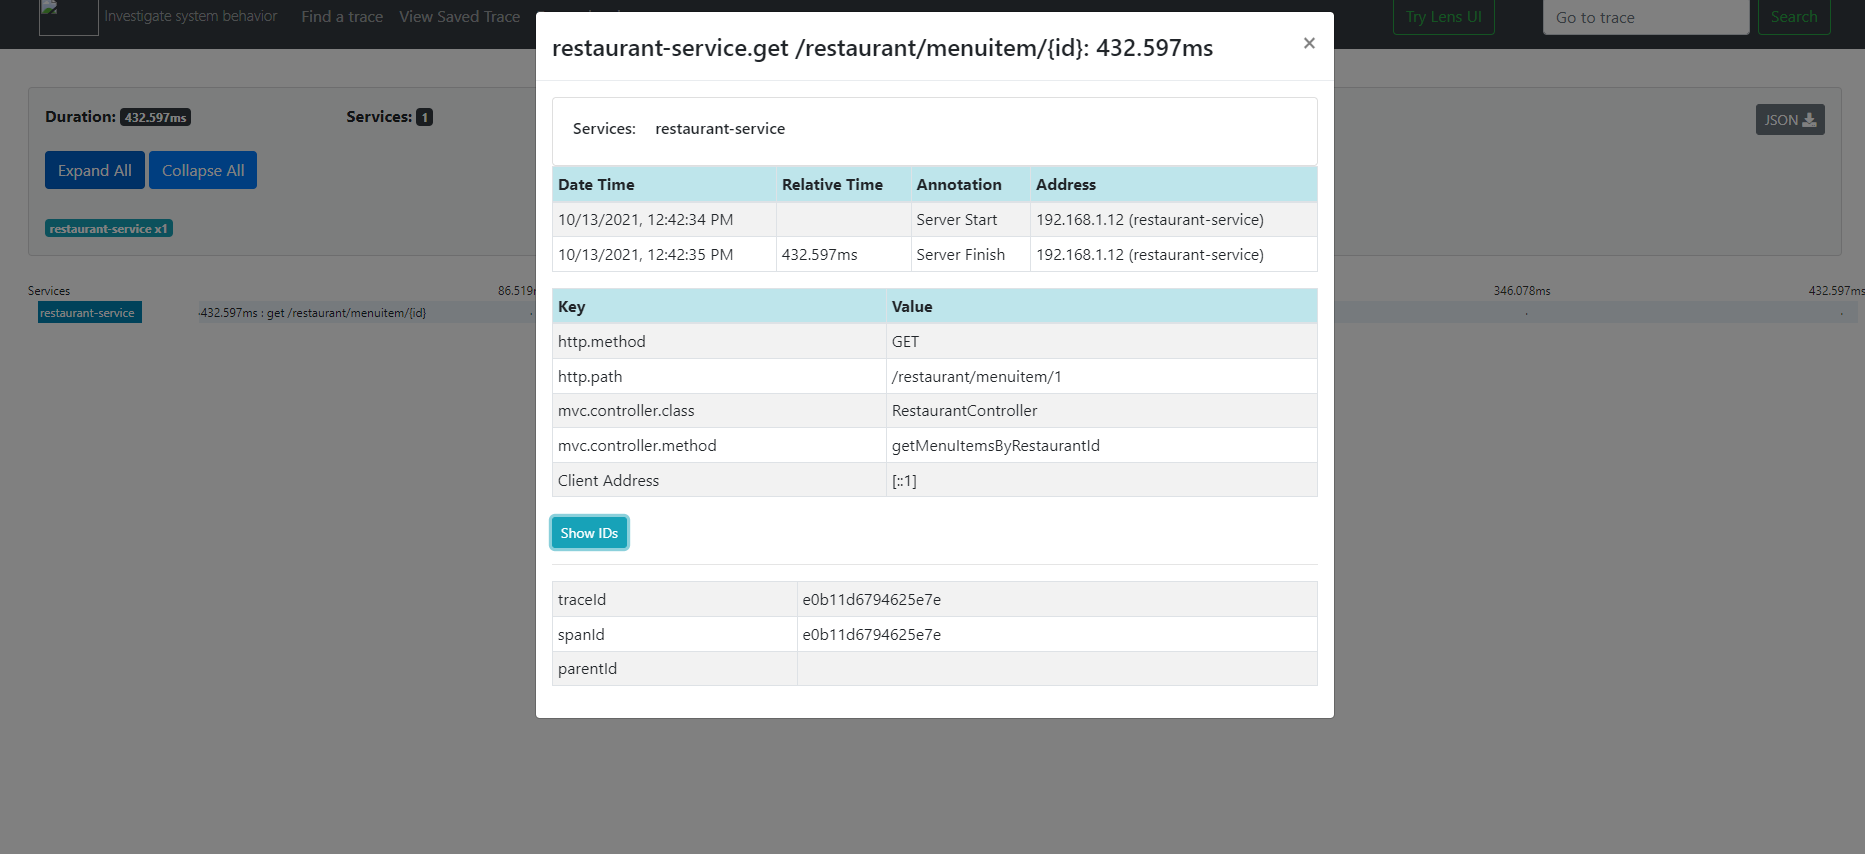 Investigate system behavior Find a trace View Saved Trace Try Lens UI Go to trace Search
restaurant-service.get /restaurant/menuitem/{id}: 432.597ms ×
Duration: 432.597ms Services: 1 JSON
Expand All Collapse All
restaurant-service x1
Services 346.078ms 432.597ms
restaurant-service 432.597ms : get /restaurant/menuitem/{id}
Services: restaurant-service
Date Time Relative Time Annotation Address
10/13/2021, 12:42:34 PM Server Start 192.168.1.12 (restaurant-service)
10/13/2021, 12:42:35 PM 432.597ms Server Finish 192.168.1.12 (restaurant-service)
Key Value
http.method GET
http.path /restaurant/menuitem/1
mvc.controller.class RestaurantController
mvc.controller.method getMenuItemsByRestaurantId
Client Address [::1]
Show IDs
traceId e0b11d6794625e7e
spanId e0b11d6794625e7e
parentId